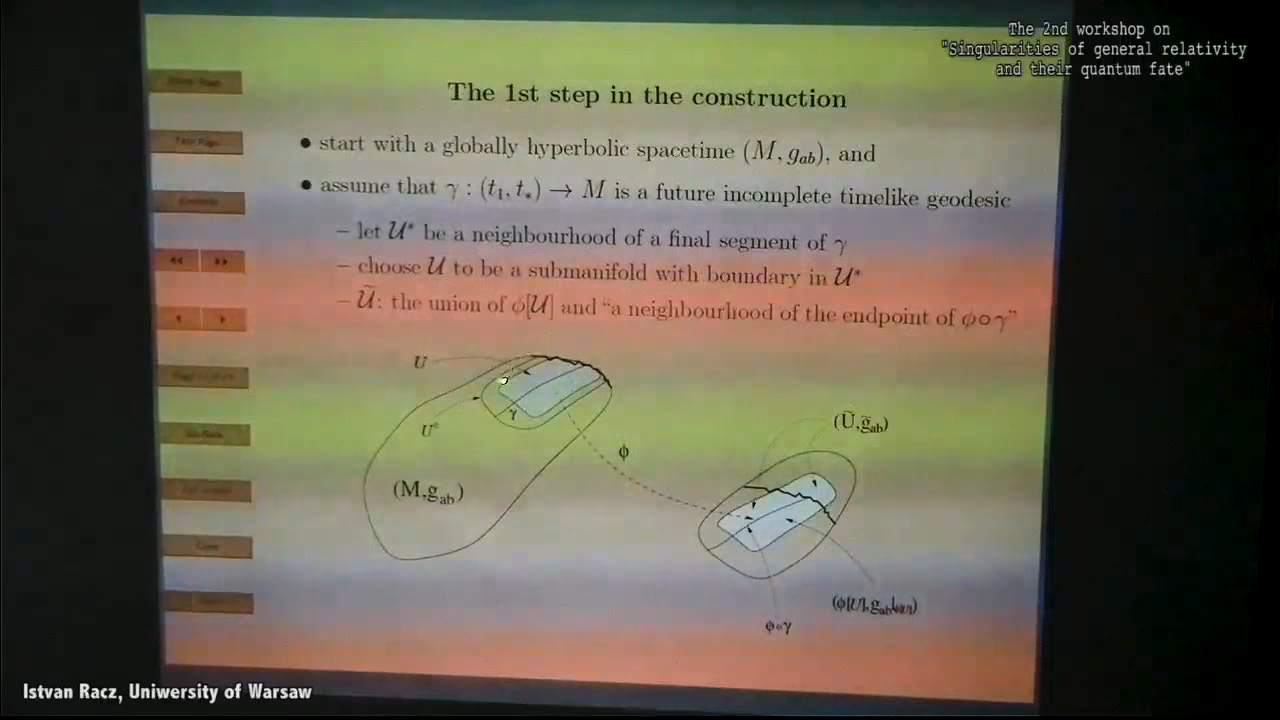 The 2nd workshop on
"Singularities of general relativity
and their quantum fate"
The 1st step in the construction
• start with a globally hyperbolic spacetime (M, g_ab), and
• assume that γ : (t₁, t_*) → M is a future incomplete timelike geodesic
– let 𝒰* be a neighbourhood of a final segment of γ
– choose 𝒰 to be a submanifold with boundary in 𝒰*
– 𝒰̃: the union of ϕ[𝒰] and "a neighbourhood of the endpoint of ϕ∘γ"
U
γ
U*
(M,g_ab)
ϕ
(Ũ,g̃_ab)
ϕ∘γ
Istvan Racz, Uniwersity of Warsaw